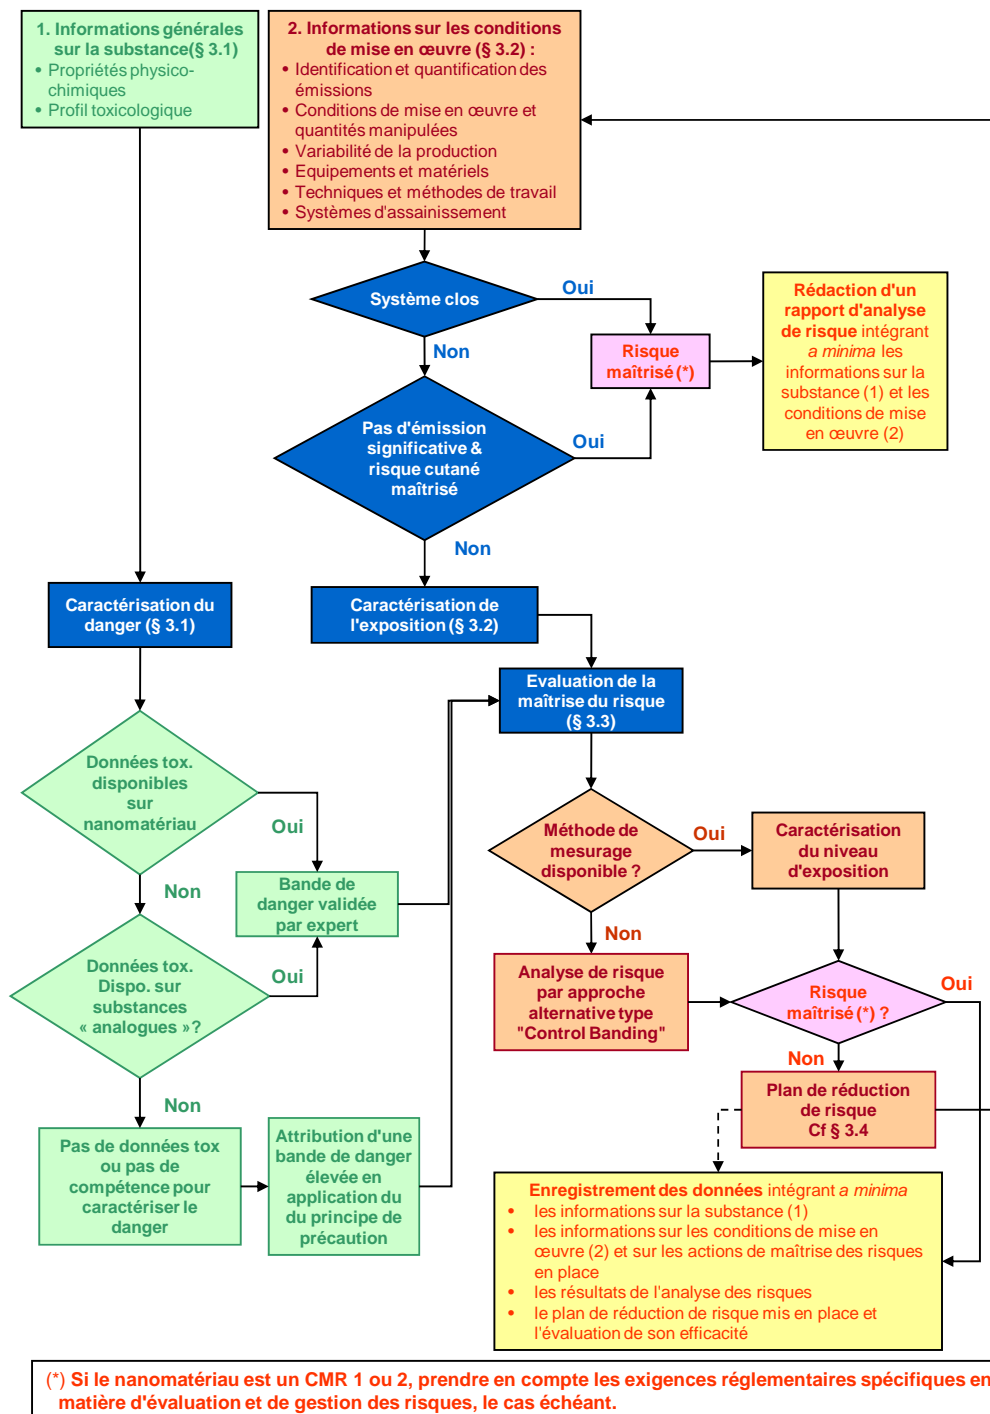 1. Informations générales
sur la substance(§ 3.1)
• Propriétés physico-
chimiques
• Profil toxicologique
2. Informations sur les conditions
de mise en œuvre (§ 3.2) :
• Identification et quantification des
émissions
• Conditions de mise en œuvre et
quantités manipulées
• Variabilité de la production
• Equipements et matériels
• Techniques et méthodes de travail
• Systèmes d'assainissement
Système clos
Oui
Non
Risque
maîtrisé (*)
Rédaction d'un
rapport d'analyse
de risque intégrant
a minima les
informations sur la
substance (1) et les
conditions de mise
en œuvre (2)
Pas d'émission
significative &
risque cutané
maîtrisé
Oui
Non
Caractérisation du
danger (§ 3.1)
Caractérisation de
l'exposition (§ 3.2)
Evaluation de la
maîtrise du risque
(§ 3.3)
Données tox.
disponibles
sur
nanomatériau
Oui
Non
Bande de
danger validée
par expert
Données tox.
Dispo. sur
substances
« analogues »?
Oui
Non
Pas de données tox
ou pas de
compétence pour
caractériser le
danger
Attribution d'une
bande de danger
élevée en
application du
du principe de
précaution
Méthode de
mesurage
disponible ?
Oui
Non
Caractérisation
du niveau
d'exposition
Analyse de risque
par approche
alternative type
"Control Banding"
Risque
maîtrisé (*) ?
Oui
Non
Plan de réduction
de risque
Cf § 3.4
Enregistrement des données intégrant a minima
• les informations sur la substance (1)
• les informations sur les conditions de mise en
œuvre (2) et sur les actions de maîtrise des risques
en place
• les résultats de l'analyse des risques
• le plan de réduction de risque mis en place et
l'évaluation de son efficacité
(*) Si le nanomatériau est un CMR 1 ou 2, prendre en compte les exigences réglementaires spécifiques en
matière d'évaluation et de gestion des risques, le cas échéant.